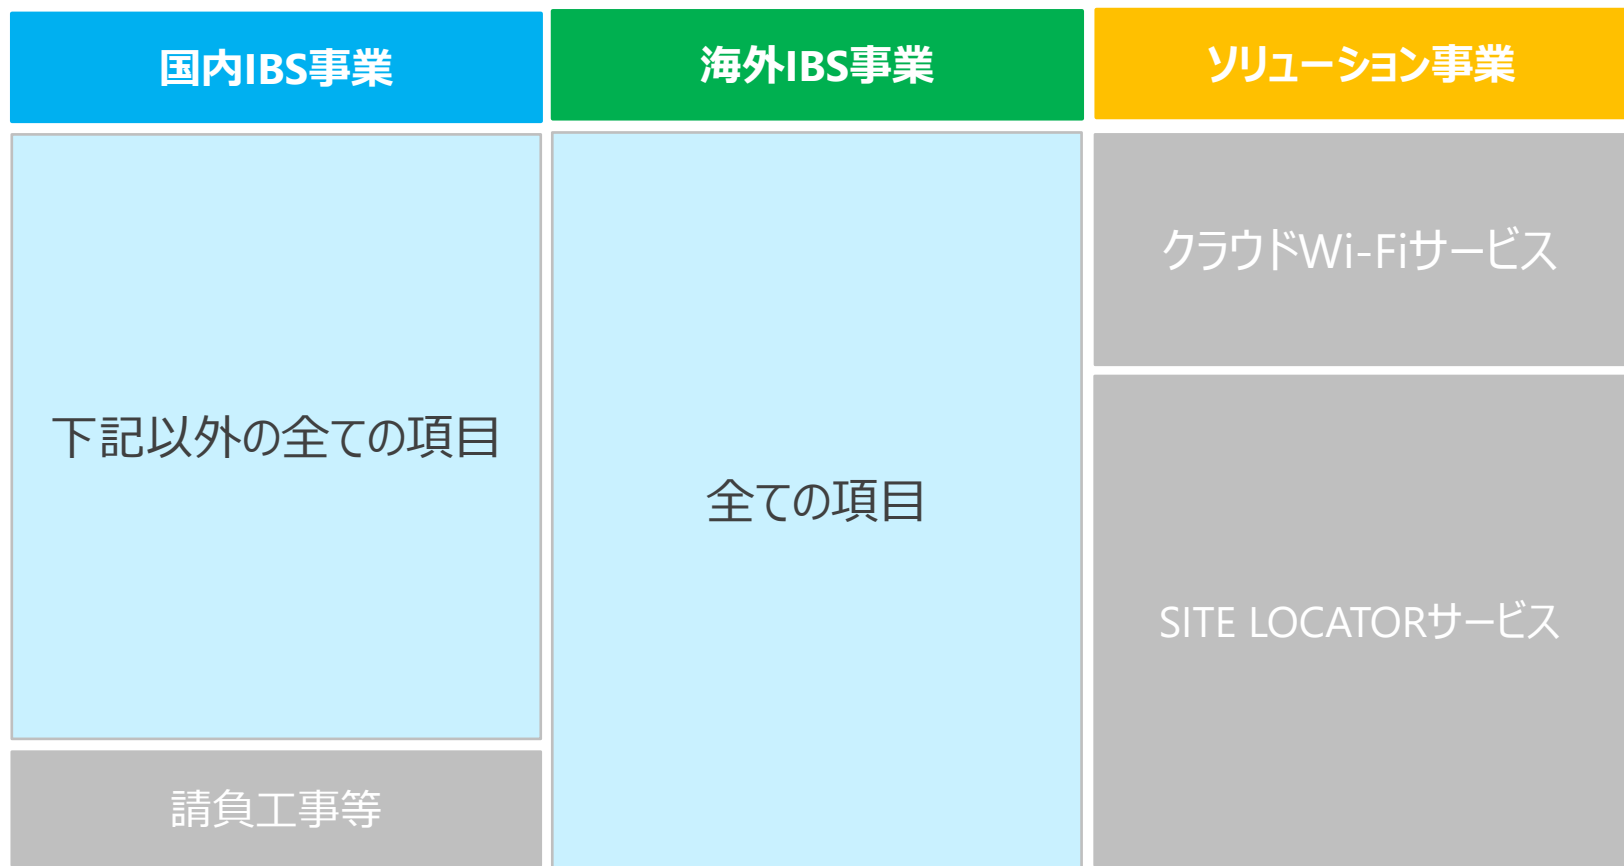 国内IBS事業
海外IBS事業
ソリューション事業
下記以外の全ての項目
請負工事等
全ての項目
クラウドWi-Fiサービス
SITE LOCATORサービス